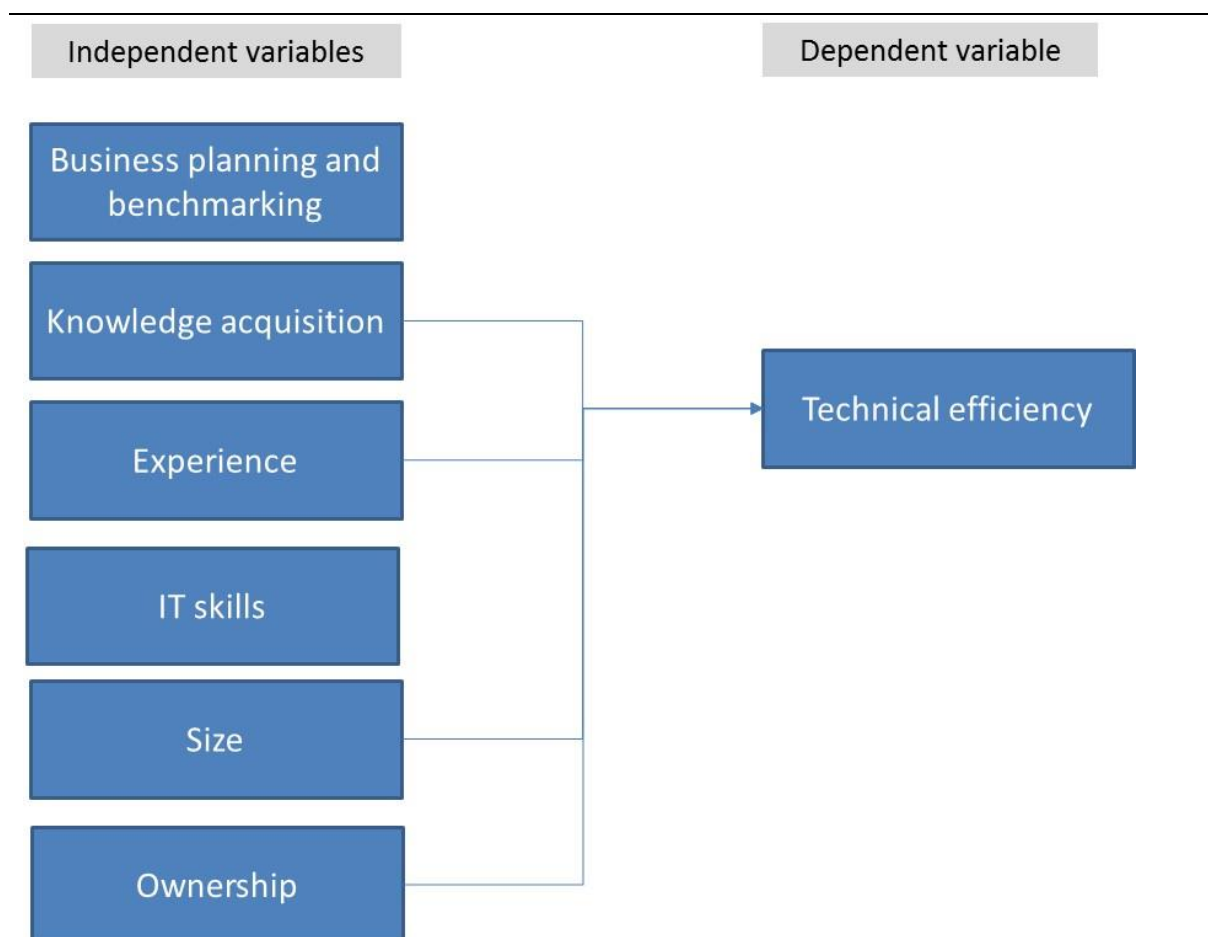 Independent variables
Dependent variable
Business planning and
benchmarking
Knowledge acquisition
Technical efficiency
Experience
IT skills
Size
Ownership